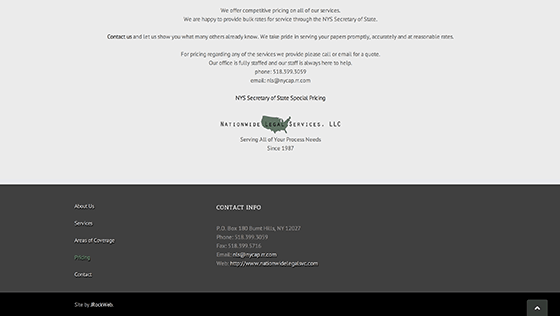 We offer competitive pricing on all of our services.
We are happy to provide bulk rates for service through the NYS Secretary of State.
Contact us and let us show you what many others already know. We take pride in serving your papers promptly, accurately and at reasonable rates.
For pricing regarding any of the services we provide please call or email for a quote.
Our office is fully staffed and our staff is always here to help.
phone: 518.399.3059
email: nls@nycap.rr.com
NYS Secretary of State Special Pricing
Nationwide Legal Services, LLC
Serving All of Your Process Needs
Since 1987
About Us
Services
Areas of Coverage
Pricing
Contact
CONTACT INFO
P.O. Box 180 Burnt Hills, NY 12027
Phone: 518.399.3059
Fax: 518.399.5716
Email: nls@nycap.rr.com
Web: http://www.nationwidelegalsvc.com
Site by JRockWeb.